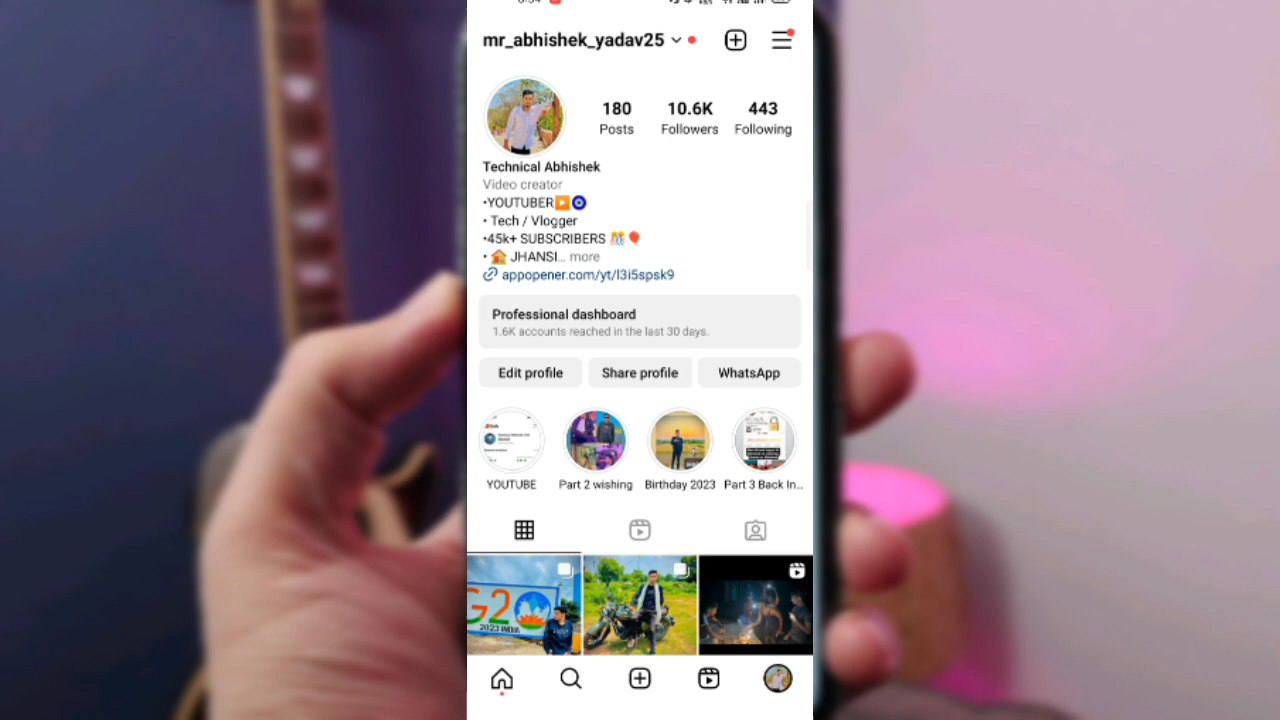 mr_abhishek_yadav25
180
10.6K
443
Posts
Followers
Following
Technical Abhishek
Video creator
•YOUTUBER▶️🧿
• Tech / Vlogger
•45k+ SUBSCRIBERS 🎊🎈
• 🏠 JHANSI... more
appopener.com/yt/l3i5spsk9
Professional dashboard
1.6K accounts reached in the last 30 days.
Edit profile
Share profile
WhatsApp
YOUTUBE
Part 2 wishing
Birthday 2023
Part 3 Back In...
G20
2023 INDIA